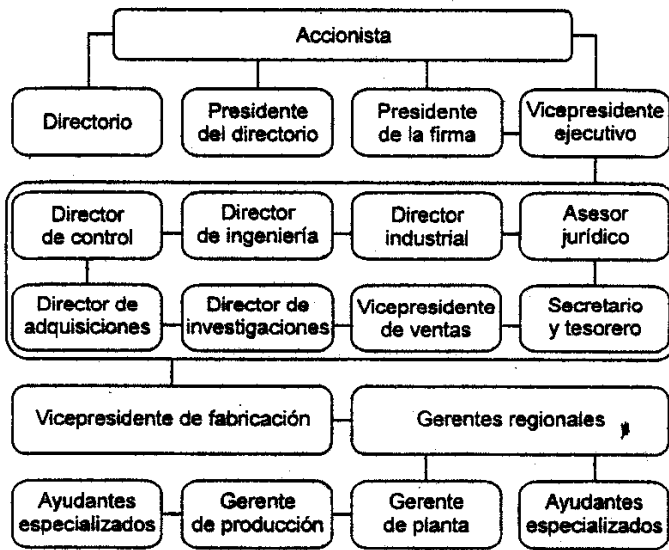 Accionista
Directorio
Presidente
del directorio
Presidente
de la firma
Vicepresidente
ejecutivo
Director
de control
Director
de ingeniería
Director
industrial
Asesor
jurídico
Director de
adquisiciones
Director de
investigaciones
Vicepresidente
de ventas
Secretario
y tesorero
Vicepresidente de fabricación
Gerentes regionales
Ayudantes
especializados
Gerente
de producción
Gerente
de planta
Ayudantes
especializados